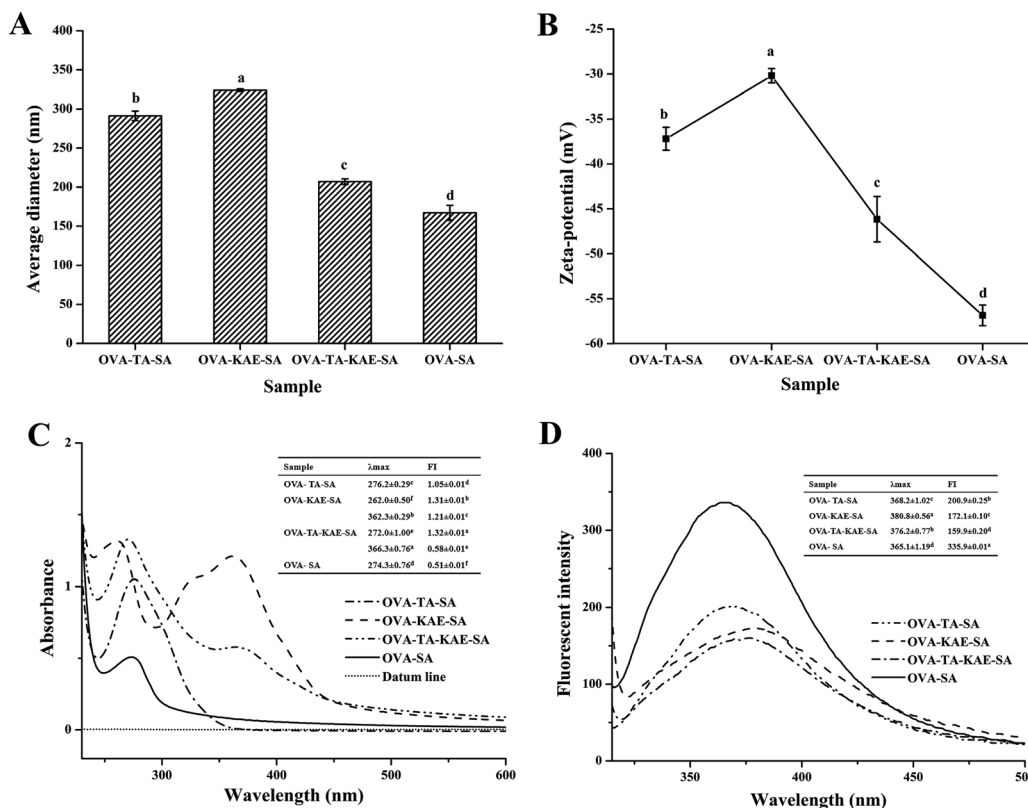 A
400
350
300
250
200
150
100
50
0
Average diameter (nm)
b
a
c
d
OVA-TA-SA OVA-KAE-SA OVA-TA-KAE-SA OVA-SA
Sample
B
-25
-30
-35
-40
-45
-50
-55
-60
Zeta-potential (mV)
b
a
c
d
OVA-TA-SA OVA-KAE-SA OVA-TA-KAE-SA OVA-SA
Sample
C
2
1
0
Absorbance
Sample λmax FI
OVA- TA-SA 276.2±0.29ᶜ 1.05±0.01ᵈ
OVA-KAE-SA 262.0±0.50ᶠ 1.31±0.01ᵇ
362.3±0.29ᵇ 1.21±0.01ᶜ
OVA-TA-KAE-SA 272.0±1.00ᵉ 1.32±0.01ᵃ
366.3±0.76ᵃ 0.58±0.01ᵉ
OVA- SA 274.3±0.76ᵈ 0.51±0.01ᶠ
OVA-TA-SA
OVA-KAE-SA
OVA-TA-KAE-SA
OVA-SA
Datum line
300 400 500 600
Wavelength (nm)
D
400
300
200
100
0
Fluorescent intensity
Sample λmax FI
OVA- TA-SA 368.2±1.02ᶜ 200.9±0.25ᵇ
OVA-KAE-SA 380.8±0.56ᵃ 172.1±0.10ᶜ
OVA-TA-KAE-SA 376.2±0.77ᵇ 159.9±0.20ᵈ
OVA- SA 365.1±1.19ᵈ 335.9±0.01ᵃ
OVA-TA-SA
OVA-KAE-SA
OVA-TA-KAE-SA
OVA-SA
350 400 450 500
Wavelength (nm)